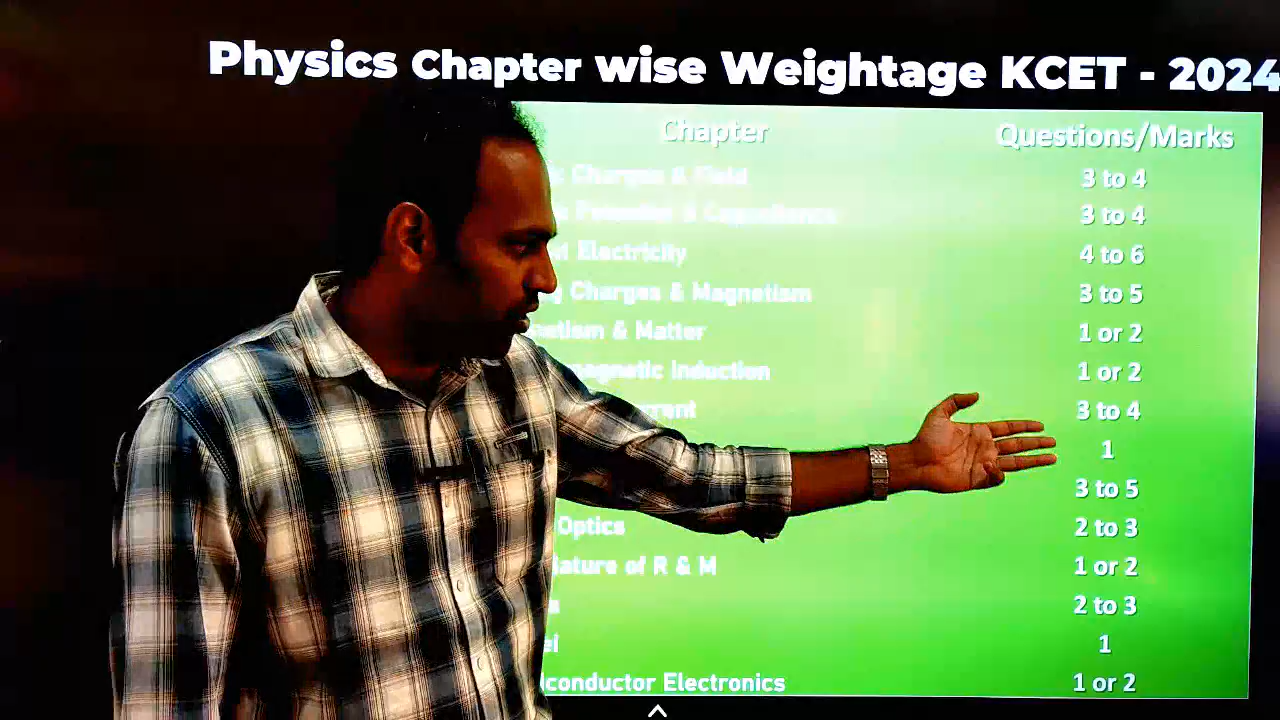 Physics Chapter wise Weightage KCET - 2024
Chapter Questions/Marks
Charges & Field 3 to 4
Potential & Capacitance 3 to 4
Electricity 4 to 6
Charges & Magnetism 3 to 5
& Matter 1 or 2
Induction 1 or 2
3 to 4
1
3 to 5
Optics 2 to 3
of R & M 1 or 2
2 to 3
1
Electronics 1 or 2